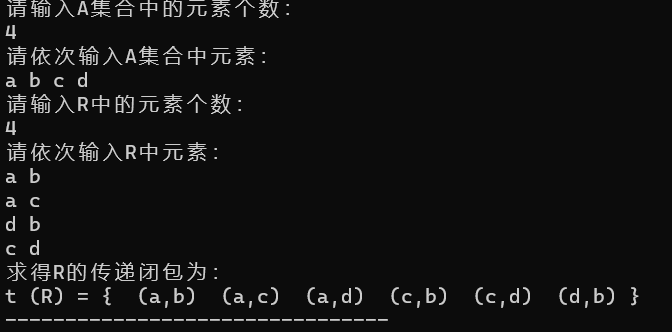 请输入A集合中的元素个数:
4
请依次输入A集合中元素:
a b c d
请输入R中的元素个数:
4
请依次输入R中元素:
a b
a c
d b
c d
求得R的传递闭包为:
t (R) = {  (a,b)  (a,c)  (a,d)  (c,b)  (c,d)  (d,b) }
--------------------------------